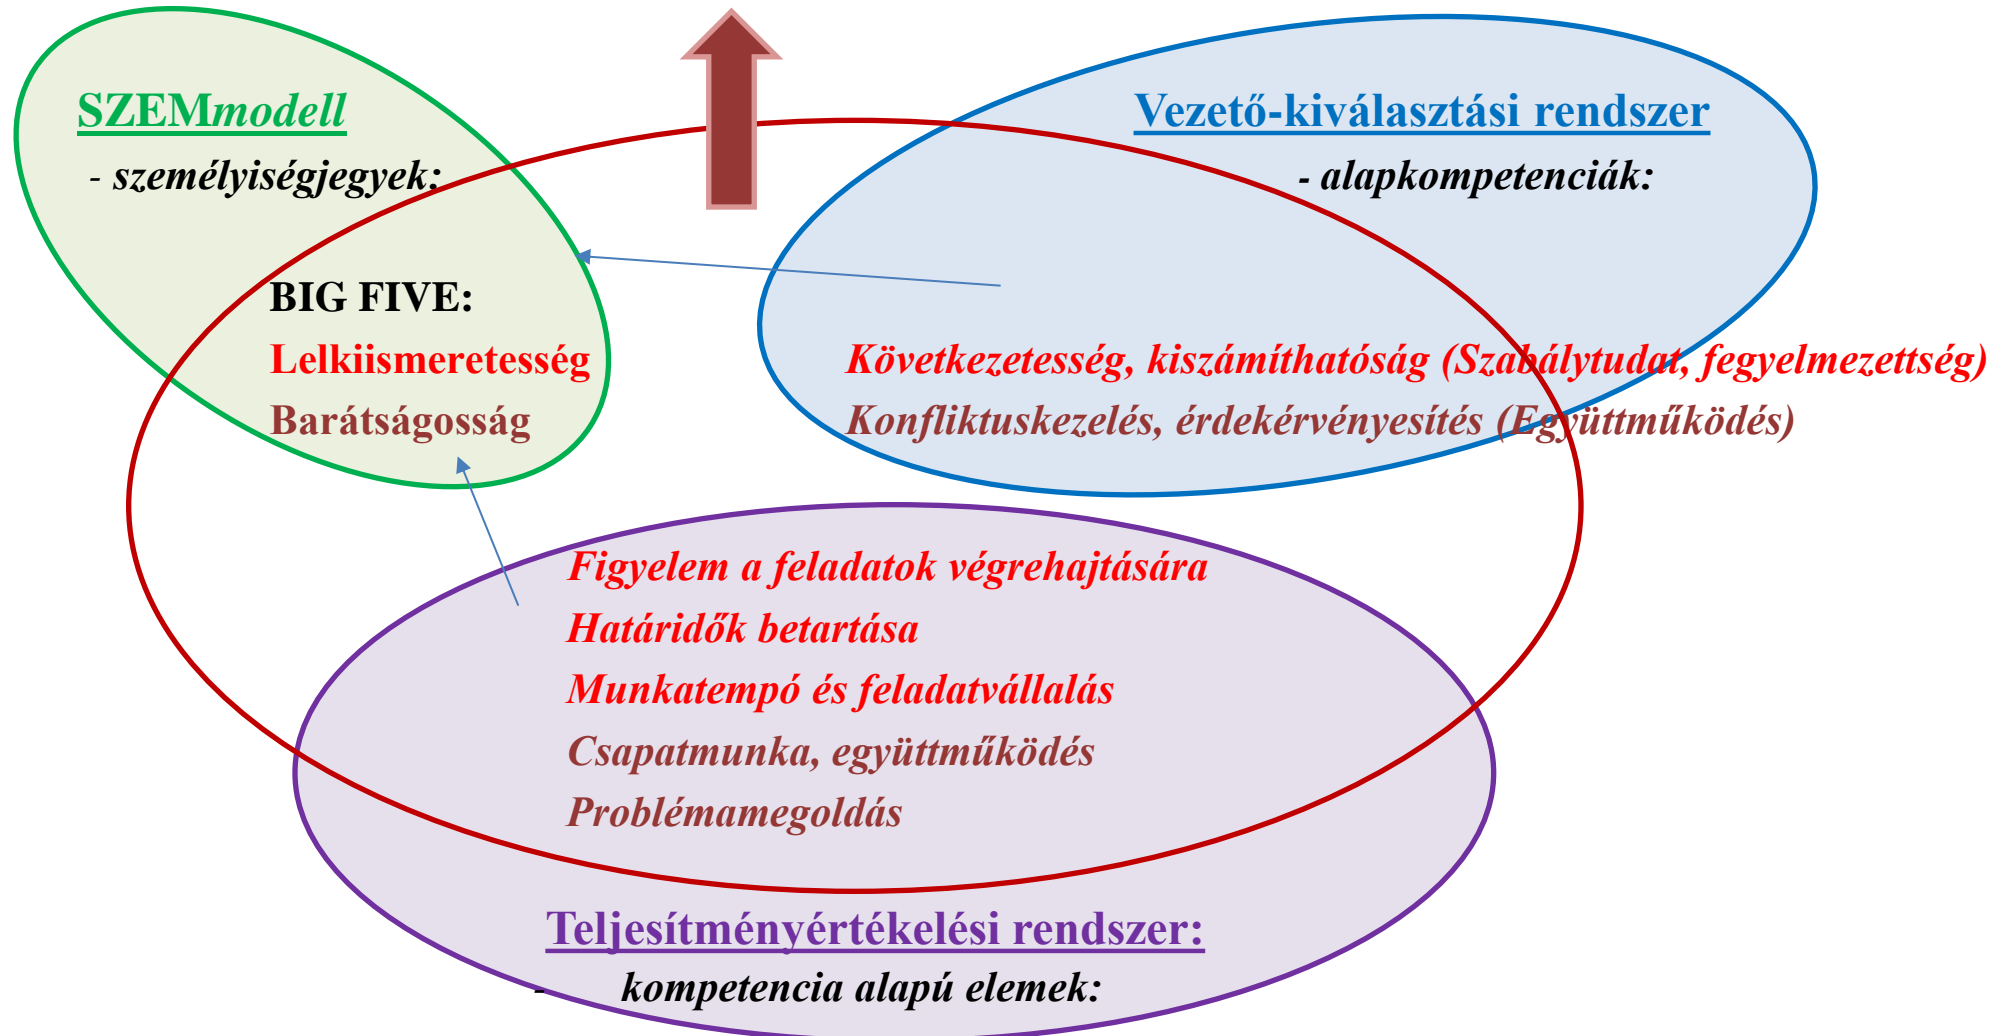 SZEMmodell
- személyiségjegyek:
BIG FIVE:
Lelkiismeretesség
Barátságosság
Vezető-kiválasztási rendszer
- alapkompetenciák:
Következetesség, kiszámíthatóság (Szabálytudat, fegyelmezettség)
Konfliktuskezelés, érdekérvényesítés (Együttműködés)
Figyelem a feladatok végrehajtására
Határidők betartása
Munkatempó és feladatvállalás
Csapatmunka, együttműködés
Problémamegoldás
Teljesítményértékelési rendszer:
- kompetencia alapú elemek: